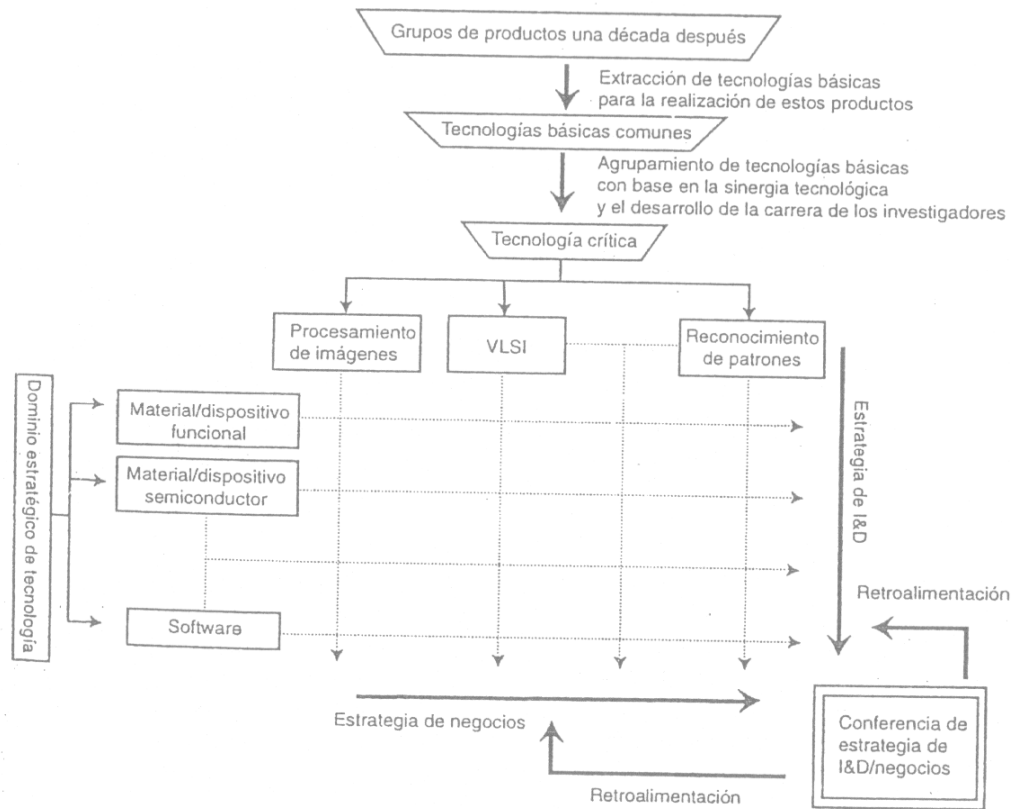 Grupos de productos una década después
Extracción de tecnologías básicas
para la realización de estos productos
Tecnologías básicas comunes
Agrupamiento de tecnologías básicas
con base en la sinergia tecnológica
y el desarrollo de la carrera de los investigadores
Tecnología crítica
Procesamiento
de imágenes
VLSI
Reconocimiento
de patrones
Dominio estratégico de tecnología
Material/dispositivo
funcional
Material/dispositivo
semiconductor
Software
Estrategia de I&D
Retroalimentación
Estrategia de negocios
Conferencia de
estrategia de
I&D/negocios
Retroalimentación